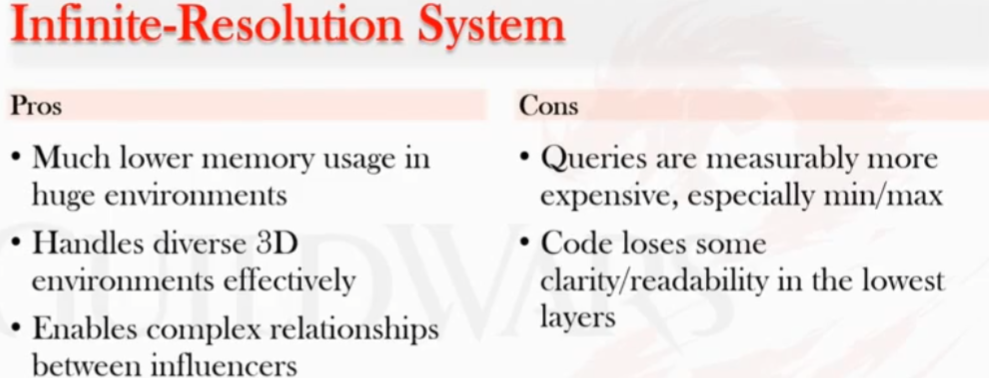 Infinite-Resolution System
Pros
• Much lower memory usage in
huge environments
• Handles diverse 3D
environments effectively
• Enables complex relationships
between influencers
Cons
• Queries are measurably more
expensive, especially min/max
• Code loses some
clarity/readability in the lowest
layers
GUILDWARS